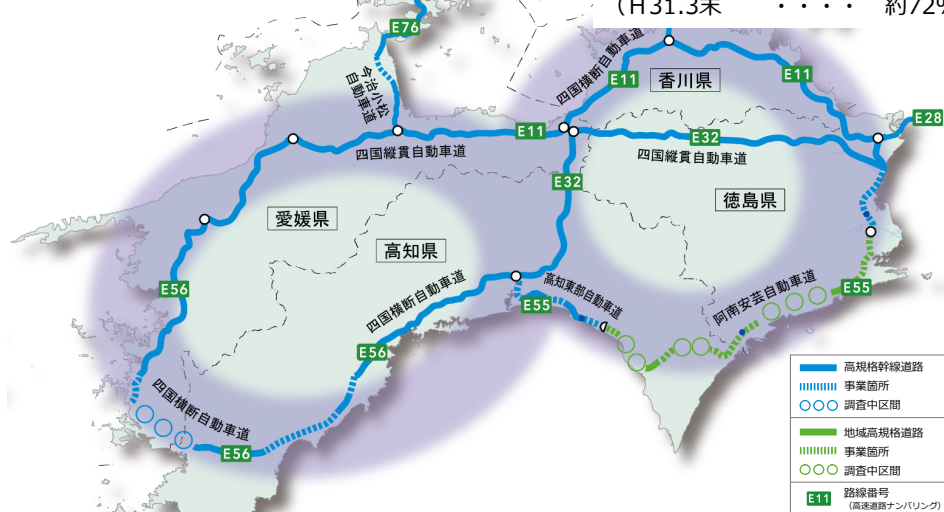 （H31.3末　・・・・　約72%
E76
四国横断自動車道
E11
香川県
E11
今治小松
自動車道
E28
E11
E32
四国縦貫自動車道
四国縦貫自動車道
E32
愛媛県
徳島県
高知県
四国横断自動車道
高知東部自動車道
阿南安芸自動車道
E56
E55
E55
E56
四国横断自動車道
E56
高規格幹線道路
事業箇所
調査中区間
地域高規格道路
事業箇所
調査中区間
E11 路線番号
（高速道路ナンバリング）